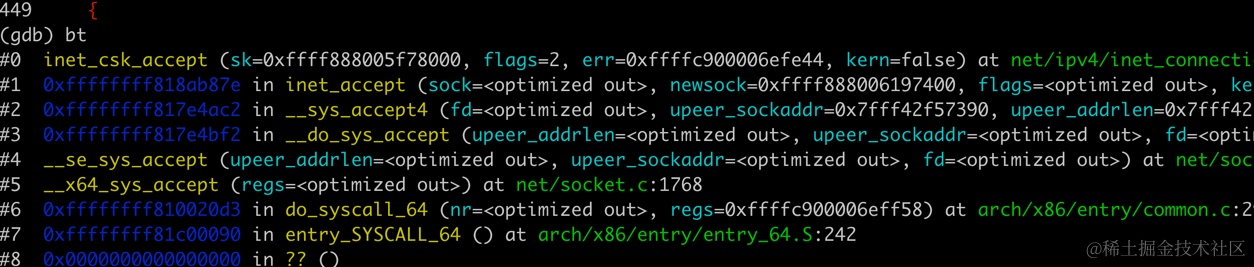 449     {
(gdb) bt
#0  inet_csk_accept (sk=0xffff888005f78000, flags=2, err=0xffffc900006efe44, kern=false) at net/ipv4/inet_connecti
#1  0xffffffff818ab87e in inet_accept (sock=<optimized out>, newsock=0xffff888006197400, flags=<optimized out>, ke
#2  0xffffffff817e4ac2 in __sys_accept4 (fd=<optimized out>, upeer_sockaddr=0x7fff42f57390, upeer_addrlen=0x7fff42
#3  0xffffffff817e4bf2 in __do_sys_accept (upeer_addrlen=<optimized out>, upeer_sockaddr=<optimized out>, fd=<opti
#4  __se_sys_accept (upeer_addrlen=<optimized out>, upeer_sockaddr=<optimized out>, fd=<optimized out>) at net/soc
#5  __x64_sys_accept (regs=<optimized out>) at net/socket.c:1768
#6  0xffffffff810020d3 in do_syscall_64 (nr=<optimized out>, regs=0xffffc900006eff58) at arch/x86/entry/common.c:2
#7  0xffffffff81c00090 in entry_SYSCALL_64 () at arch/x86/entry/entry_64.S:242
#8  0x0000000000000000 in ?? ()
@稀土掘金技术社区